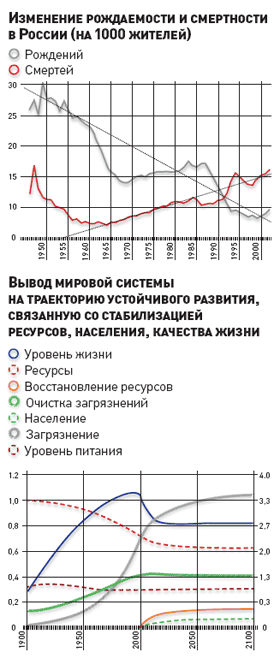 Изменение рождаемости и смертности
в России (на 1000 жителей)
Рождений
Смертей
30
25
20
15
10
5
0
1950 1955 1960 1965 1970 1975 1980 1985 1990 1995 2000
Вывод мировой системы
на траекторию устойчивого развития,
связанную со стабилизацией
ресурсов, населения, качества жизни
Уровень жизни
Ресурсы
Восстановление ресурсов
Очистка загрязнений
Население
Загрязнение
Уровень питания
1,2 4.0
1,0 3,3
0,8 2,7
0,6 2,0
0,4 1,3
0,2 0,3
0 0
1900 1950 2000 2050 2100